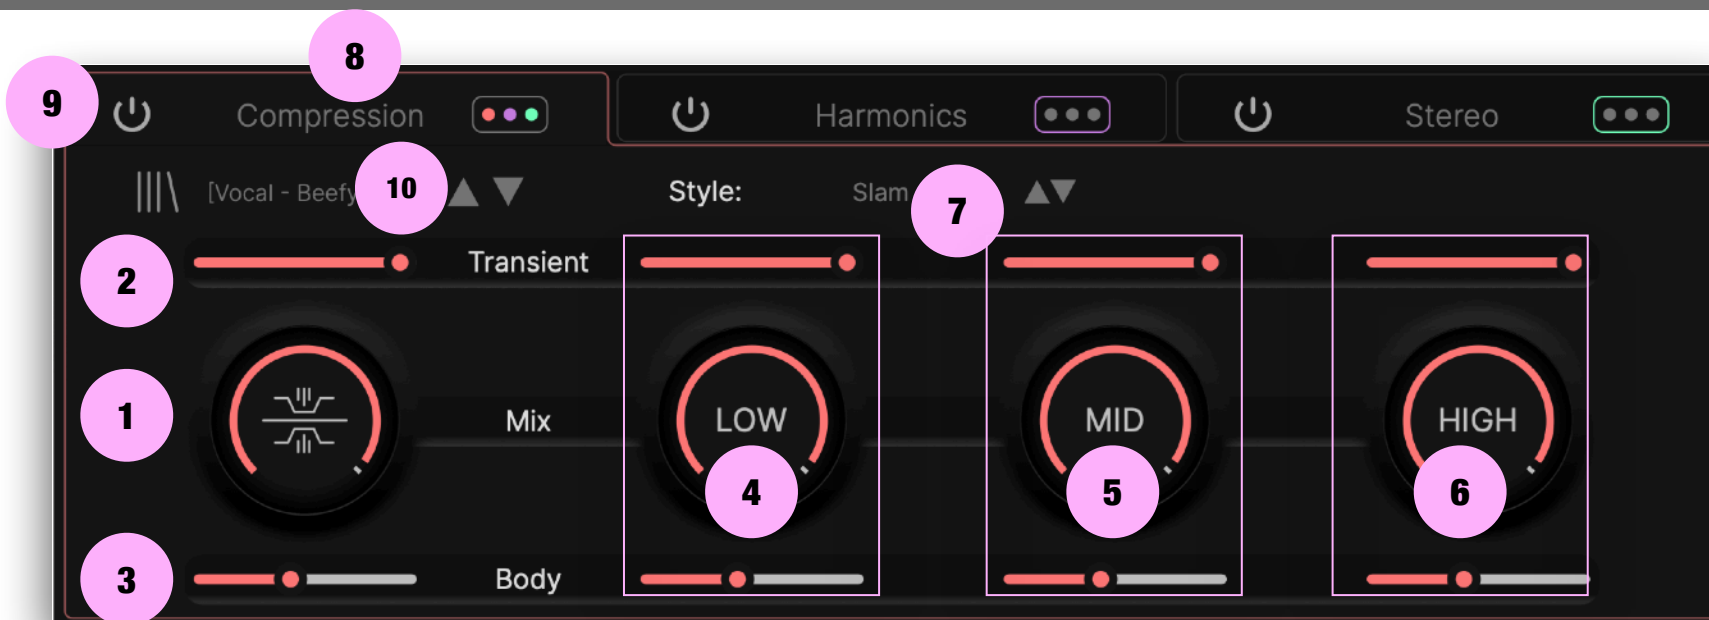 8
9
Compression
Harmonics
Stereo
[Vocal - Beefy
10
Style:
Slam
7
2
Transient
1
Mix
LOW
MID
HIGH
4
5
6
3
Body